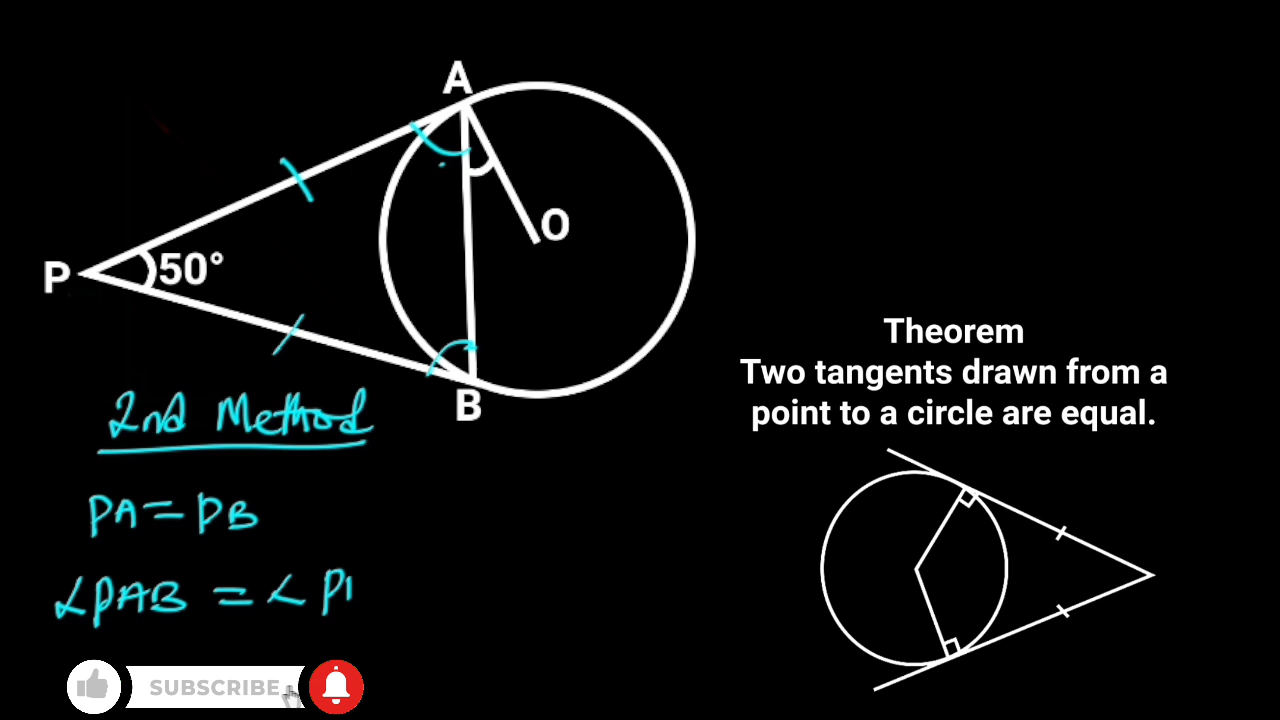 A
O
P
50°
B
2nd Method
PA = PB
∠PAB = ∠P
Theorem
Two tangents drawn from a
point to a circle are equal.
SUBSCRIBE